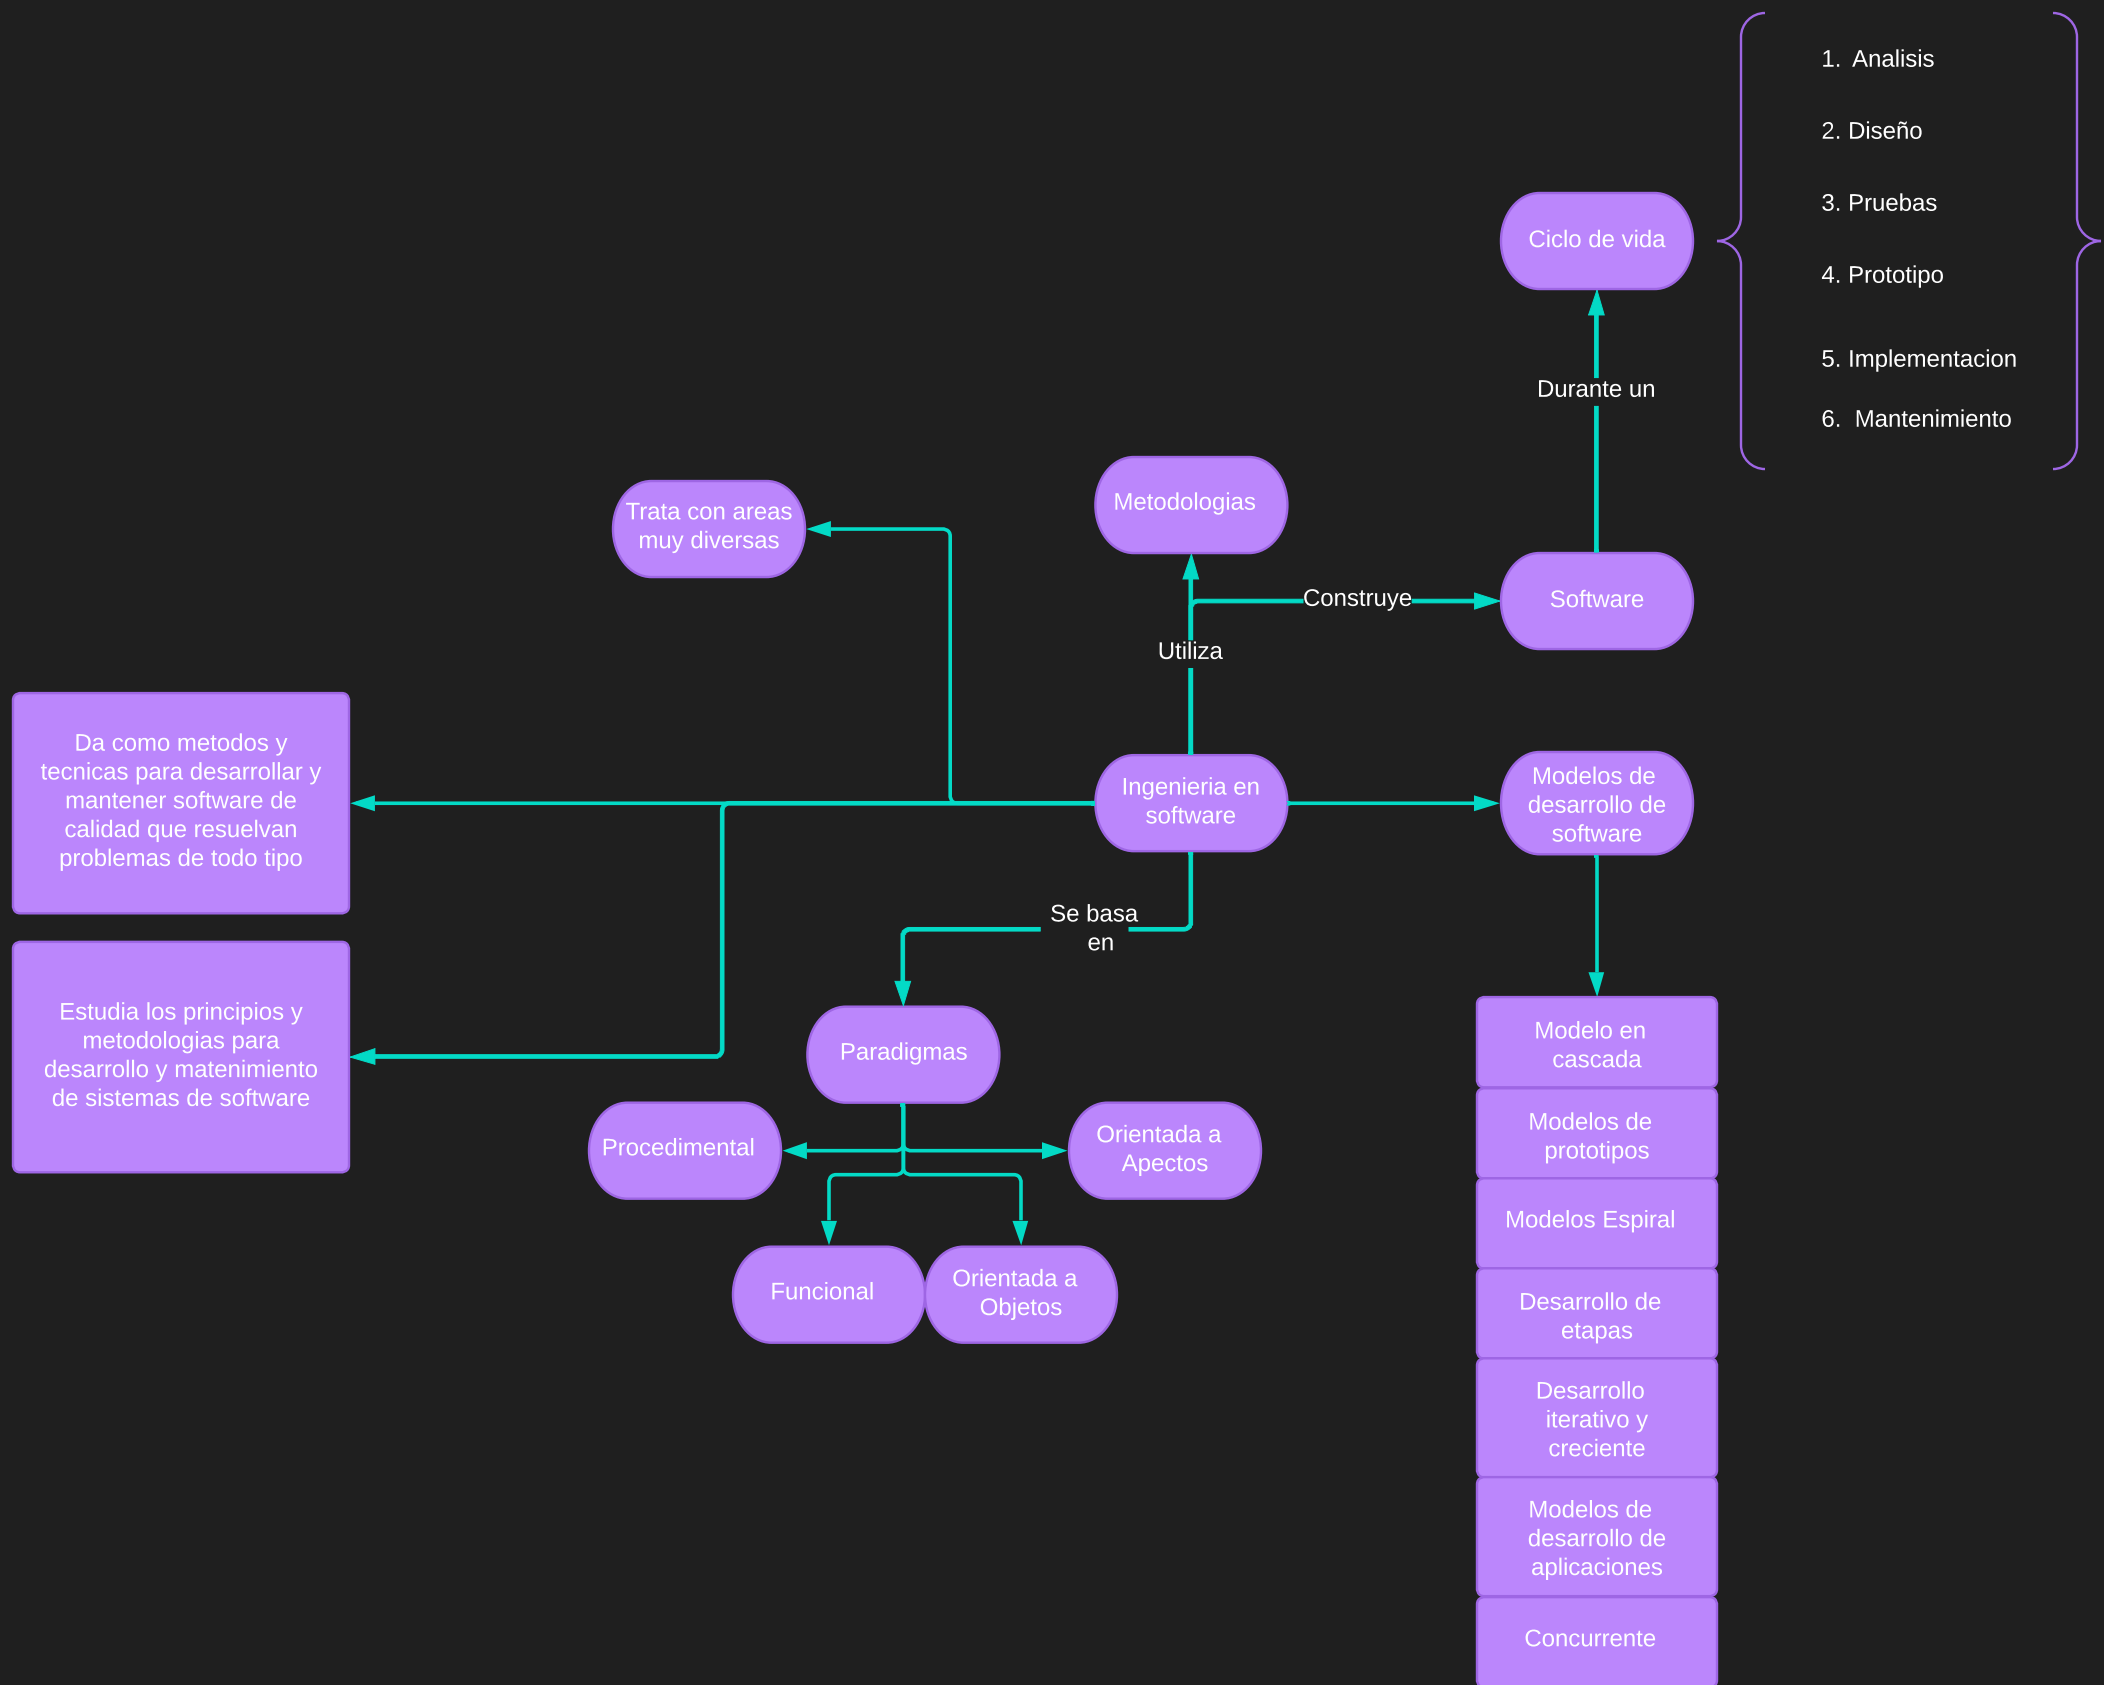 1.  Analisis
2. Diseño
3. Pruebas
4. Prototipo
5. Implementacion
6.  Mantenimiento
Ciclo de vida
Durante un
Metodologias
Trata con areas
muy diversas
Construye
Software
Utiliza
Da como metodos y
tecnicas para desarrollar y
mantener software de
calidad que resuelvan
problemas de todo tipo
Ingenieria en
software
Modelos de
desarrollo de
software
Se basa
en
Estudia los principios y
metodologias para
desarrollo y matenimiento
de sistemas de software
Paradigmas
Procedimental
Orientada a
Apectos
Funcional
Orientada a
Objetos
Modelo en
cascada
Modelos de
prototipos
Modelos Espiral
Desarrollo de
etapas
Desarrollo
iterativo y
creciente
Modelos de
desarrollo de
aplicaciones
Concurrente